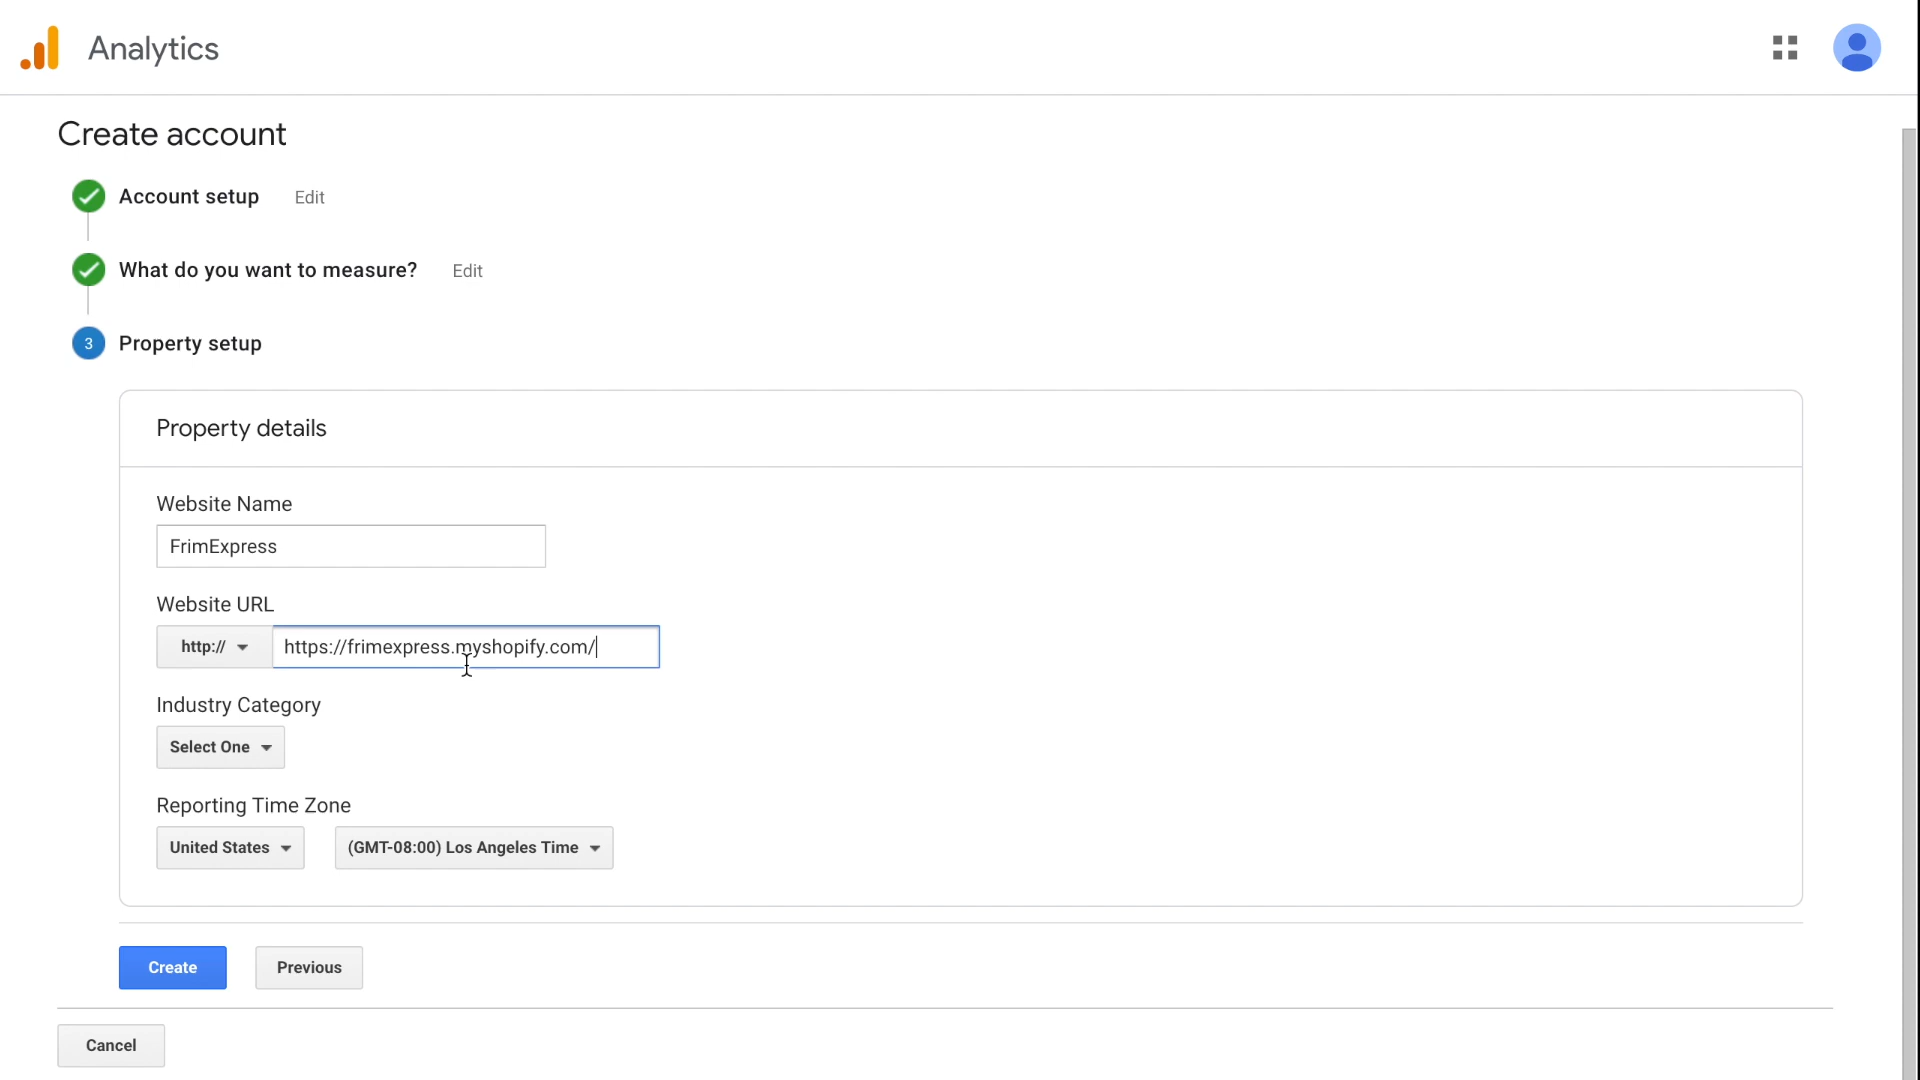 Analytics
Create account
Account setup Edit
What do you want to measure? Edit
3 Property setup
Property details
Website Name
FrimExpress
Website URL
http:// https://frimexpress.myshopify.com/
Industry Category
Select One
Reporting Time Zone
United States (GMT-08:00) Los Angeles Time
Create Previous
Cancel